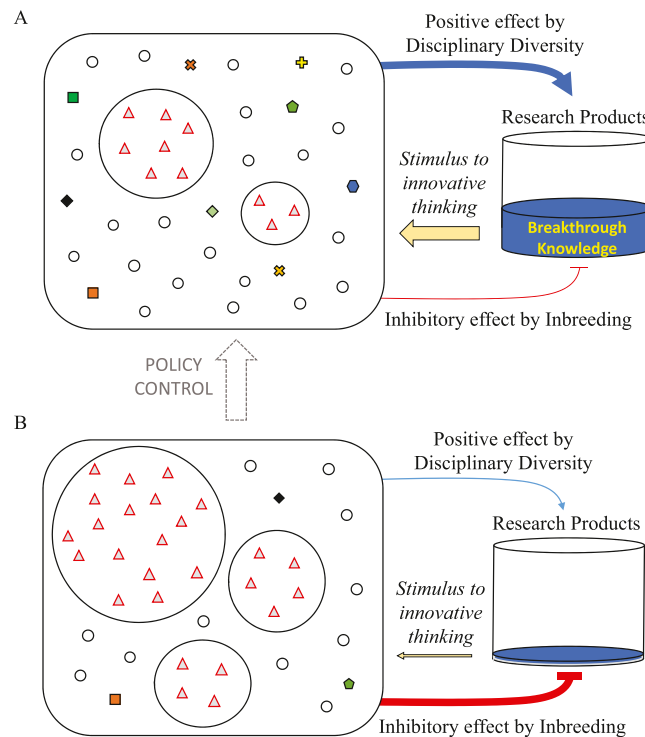 A
Positive effect by
Disciplinary Diversity
Research Products
Stimulus to
innovative
thinking
Breakthrough
Knowledge
Inhibitory effect by Inbreeding
POLICY
CONTROL
B
Positive effect by
Disciplinary Diversity
Research Products
Stimulus to
innovative
thinking
Inhibitory effect by Inbreeding